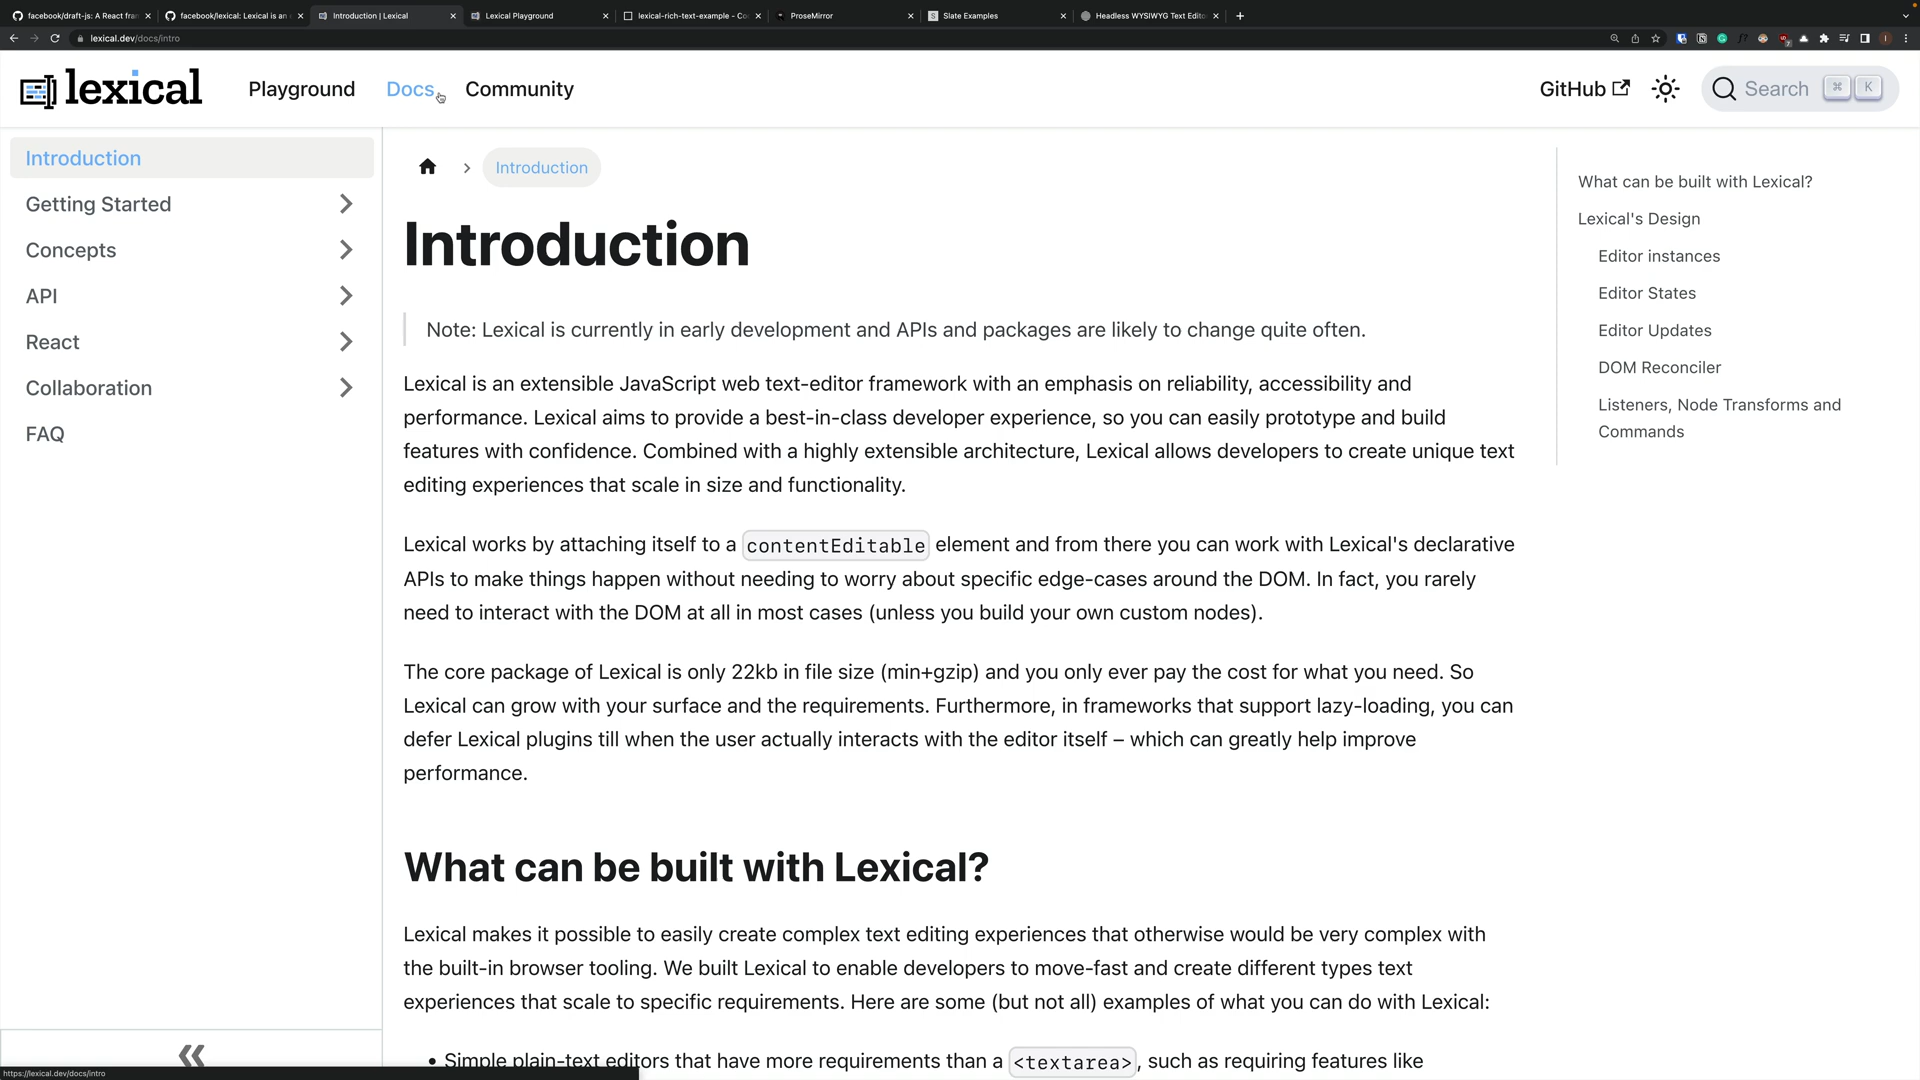 facebook/draft-js: A React fra
facebook/lexical: Lexical is an
Introduction | Lexical
Lexical Playground
lexical-rich-text-example - Co
ProseMirror
Slate Examples
Headless WYSIWYG Text Edito
lexical.dev/docs/intro
lexical
Playground
Docs
Community
GitHub
Search ⌘ K
Introduction
Getting Started
Concepts
API
React
Collaboration
FAQ
Introduction
Introduction
Note: Lexical is currently in early development and APIs and packages are likely to change quite often.
Lexical is an extensible JavaScript web text-editor framework with an emphasis on reliability, accessibility and
performance. Lexical aims to provide a best-in-class developer experience, so you can easily prototype and build
features with confidence. Combined with a highly extensible architecture, Lexical allows developers to create unique text
editing experiences that scale in size and functionality.
Lexical works by attaching itself to a contentEditable element and from there you can work with Lexical's declarative
APIs to make things happen without needing to worry about specific edge-cases around the DOM. In fact, you rarely
need to interact with the DOM at all in most cases (unless you build your own custom nodes).
The core package of Lexical is only 22kb in file size (min+gzip) and you only ever pay the cost for what you need. So
Lexical can grow with your surface and the requirements. Furthermore, in frameworks that support lazy-loading, you can
defer Lexical plugins till when the user actually interacts with the editor itself – which can greatly help improve
performance.
What can be built with Lexical?
Lexical makes it possible to easily create complex text editing experiences that otherwise would be very complex with
the built-in browser tooling. We built Lexical to enable developers to move-fast and create different types text
experiences that scale to specific requirements. Here are some (but not all) examples of what you can do with Lexical:
• Simple plain-text editors that have more requirements than a <textarea>, such as requiring features like
What can be built with Lexical?
Lexical's Design
Editor instances
Editor States
Editor Updates
DOM Reconciler
Listeners, Node Transforms and
Commands
https://lexical.dev/docs/intro